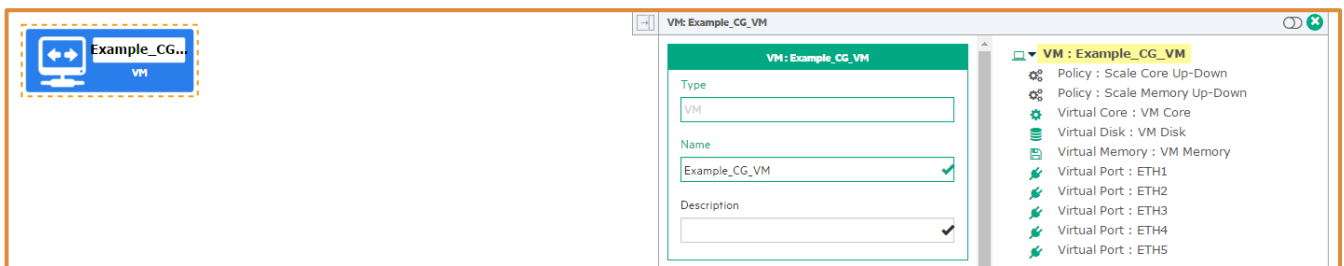 Example_CG...
VM
VM: Example_CG_VM
VM : Example_CG_VM
Type
VM
Name
Example_CG_VM
Description
VM : Example_CG_VM
Policy : Scale Core Up-Down
Policy : Scale Memory Up-Down
Virtual Core : VM Core
Virtual Disk : VM Disk
Virtual Memory : VM Memory
Virtual Port : ETH1
Virtual Port : ETH2
Virtual Port : ETH3
Virtual Port : ETH4
Virtual Port : ETH5